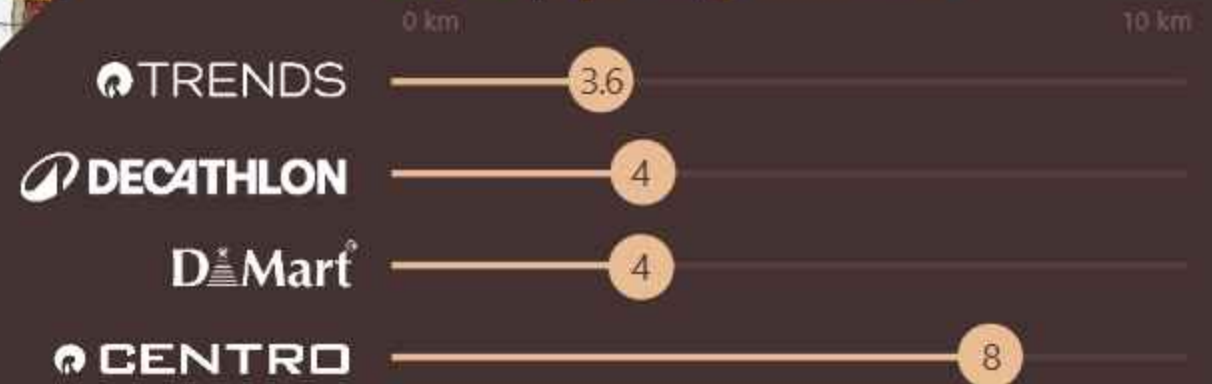 0 km 10 km
TRENDS 3.6
DECATHLON 4
DMart® 4
CENTRO 8